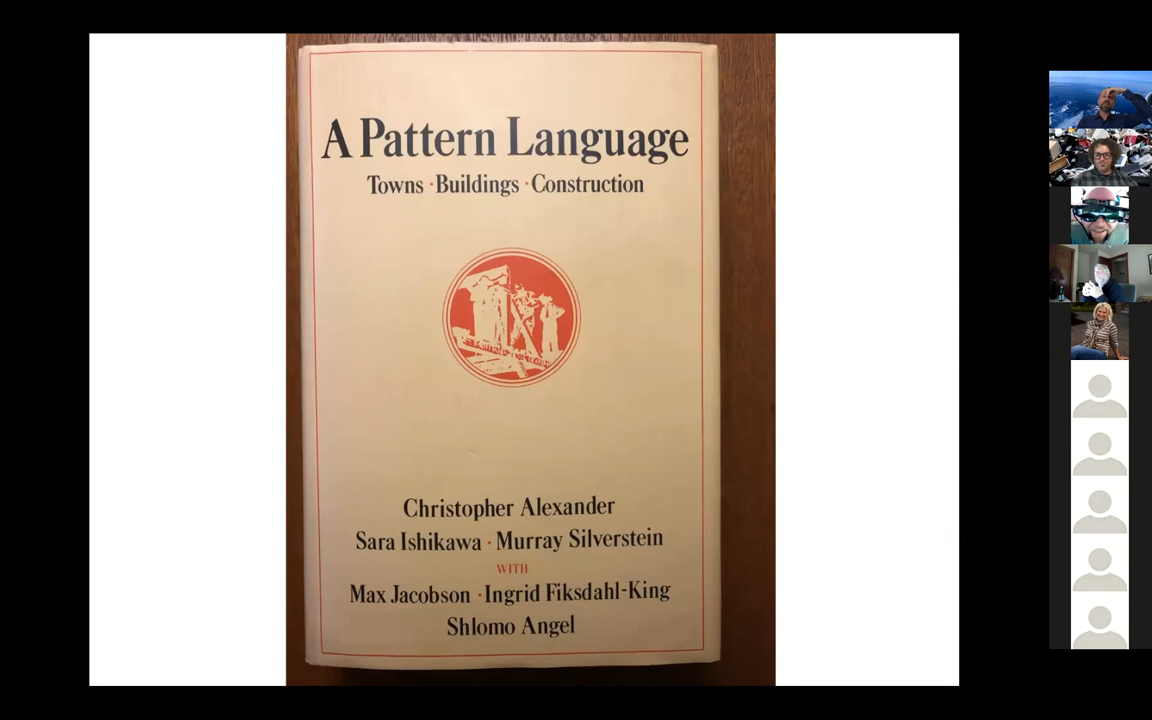 A Pattern Language
Towns · Buildings · Construction
Christopher Alexander
Sara Ishikawa · Murray Silverstein
WITH
Max Jacobson · Ingrid Fiksdahl-King
Shlomo Angel